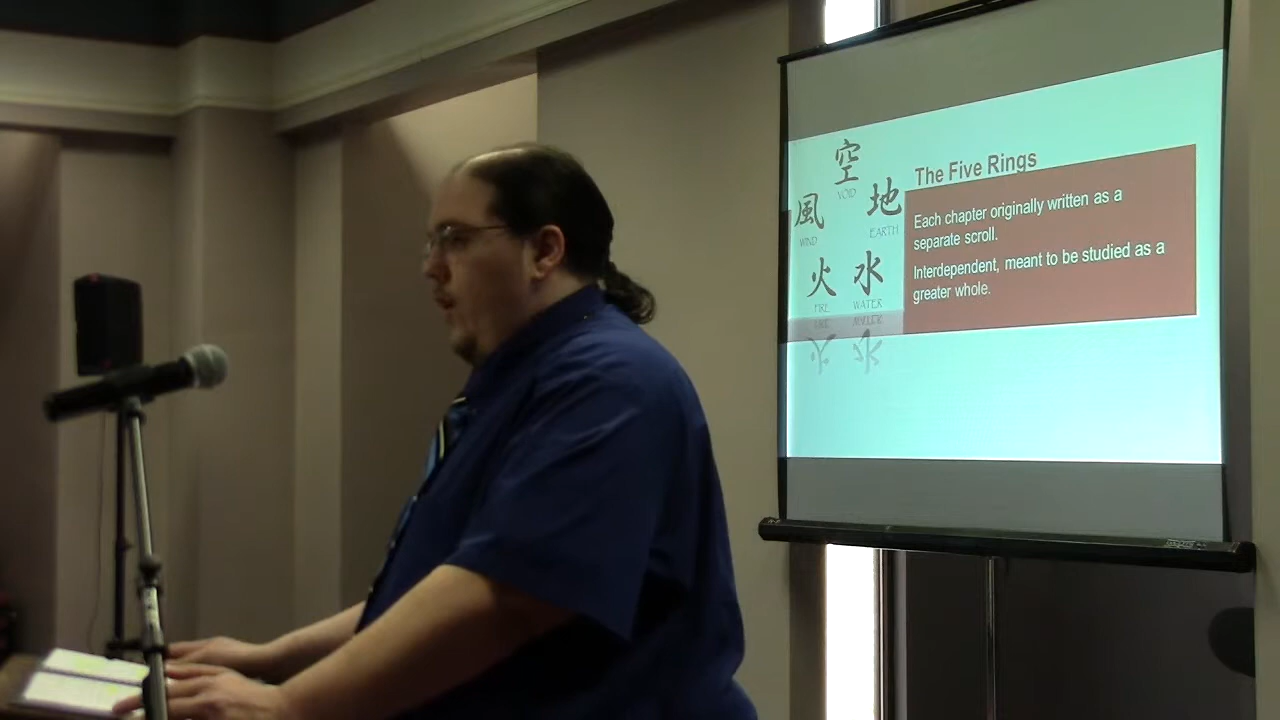 空
VOID
風
WIND
地
EARTH
火
FIRE
水
WATER
The Five Rings
Each chapter originally written as a
separate scroll.
Interdependent, meant to be studied as a
greater whole.